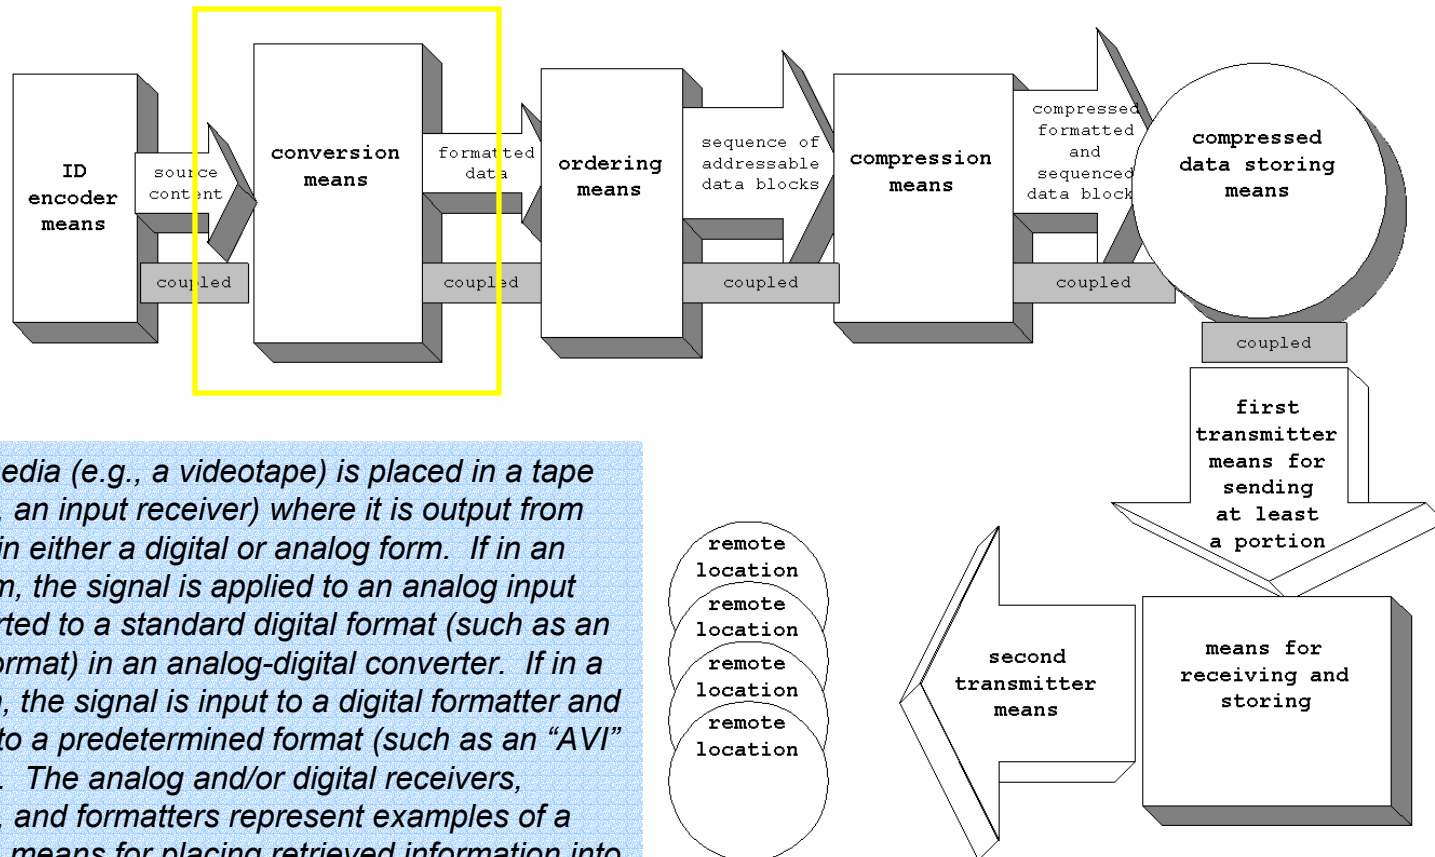 ID
encoder
means
source
content
coupled
conversion
means
formatted
data
coupled
ordering
means
sequence of
addressable
data blocks
coupled
compression
means
compressed
formatted
and
sequenced
data block
coupled
compressed
data storing
means
coupled
first
transmitter
means for
sending
at least
a portion
means for
receiving and
storing
second
transmitter
means
remote
location
remote
location
remote
location
remote
location
edia (e.g., a videotape) is placed in a tape
, an input receiver) where it is output from
in either a digital or analog form. If in an
m, the signal is applied to an analog input
rted to a standard digital format (such as an
ormat) in an analog-digital converter. If in a
, the signal is input to a digital formatter and
to a predetermined format (such as an “AVI”
. The analog and/or digital receivers,
, and formatters represent examples of a
means for placing retrieved information into